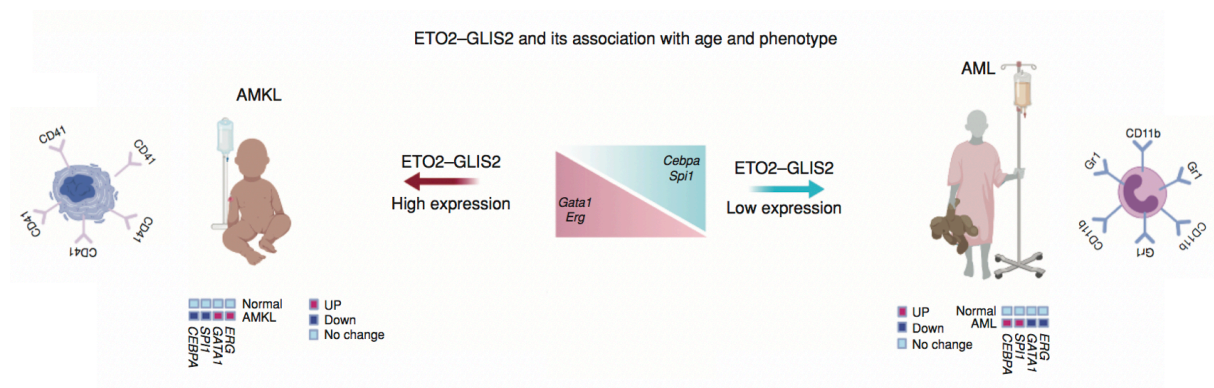 ETO2–GLIS2 and its association with age and phenotype
AMKL
CD41
CD41
CD41
CD41
CD41
ETO2–GLIS2
High expression
Cebpa
Spi1
Gata1
Erg
ETO2–GLIS2
Low expression
AML
CD11b
Gr1
Gr1
CD11b
CD11b
Gr1
Normal
AMKL
CEBPA
SPI1
GATA1
ERG
UP
Down
No change
UP
Down
No change
Normal
AML
CEBPA
SPI1
GATA1
ERG